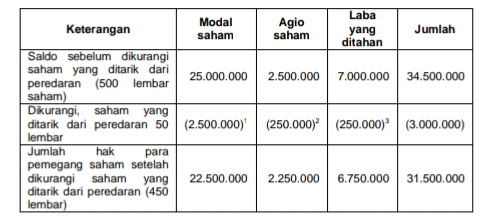 Keterangan Modal saham Agio saham Laba yang ditahan Jumlah
Saldo sebelum dikurangi
saham yang ditarik dari
peredaran (500 lembar
saham) 25.000.000 2.500.000 7.000.000 34.500.000
Dikurangi, saham yang
ditarik dari peredaran 50
lembar (2.500.000)¹ (250.000)² (250.000)³ (3.000.000)
Jumlah hak para
pemegang saham setelah
dikurangi saham yang
ditarik dari peredaran (450
lembar) 22.500.000 2.250.000 6.750.000 31.500.000